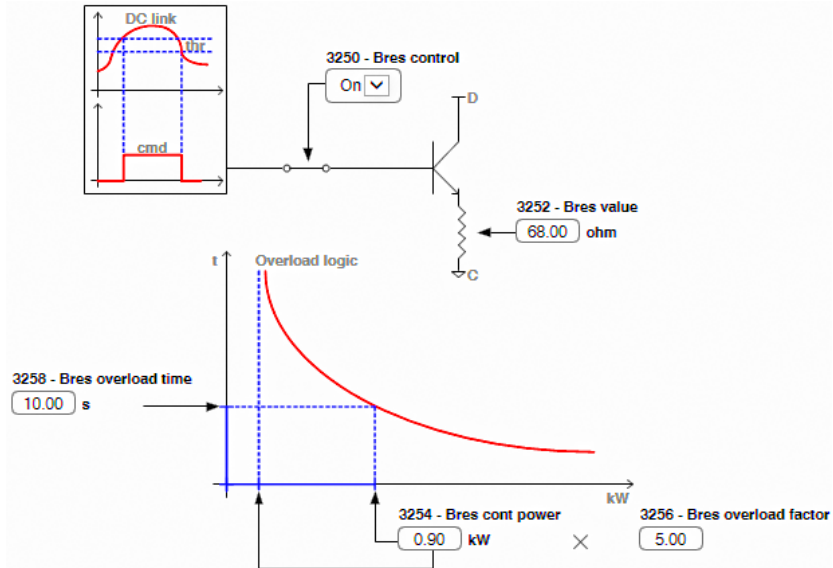 DC link
thr
cmd
3250 - Bres control
On
D
3252 - Bres value
68.00 ohm
C
t
Overload logic
3258 - Bres overload time
10.00 s
kW
3254 - Bres cont power
0.90 kW
×
3256 - Bres overload factor
5.00